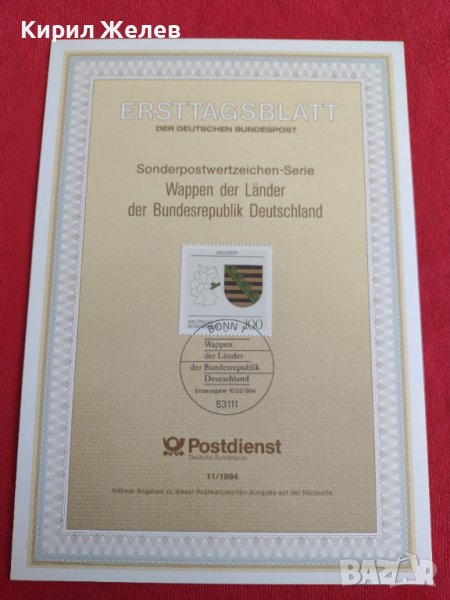 Кирил Желев
ERSTTAGSBLATT
DER DEUTSCHEN BUNDESPOST
Sonderpostwertzeichen-Serie
Wappen der Länder
der Bundesrepublik Deutschland
SACHSEN
DEUTSCHE
BUNDESPOST
100
BONN
Wappen
der Länder
der Bundesrepublik
Deutschland
Erstausgabe 10.03.1994
53111
Postdienst
Deutsche Bundespost
11/1994
Nähere Angaben zu dieser Postwertzeichen-Ausgabe auf der Rückseite
BAZAR